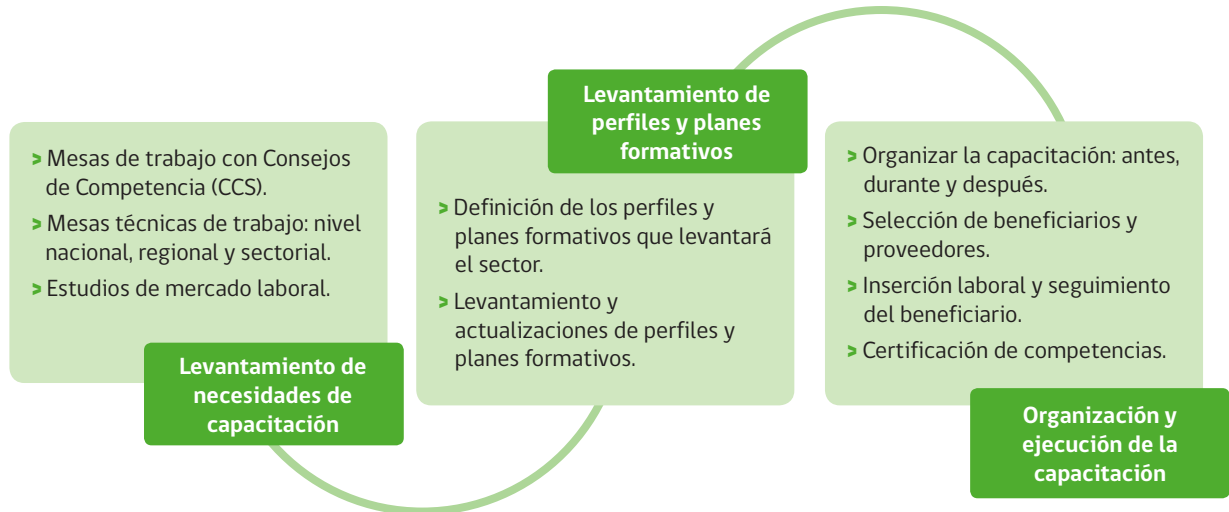 > Mesas de trabajo con Consejos
de Competencia (CCS).
> Mesas técnicas de trabajo: nivel
nacional, regional y sectorial.
> Estudios de mercado laboral.
Levantamiento de
necesidades de
capacitación
Levantamiento de
perfiles y planes
formativos
> Definición de los perfiles y
planes formativos que levantará
el sector.
> Levantamiento y
actualizaciones de perfiles y
planes formativos.
> Organizar la capacitación: antes,
durante y después.
> Selección de beneficiarios y
proveedores.
> Inserción laboral y seguimiento
del beneficiario.
> Certificación de competencias.
Organización y
ejecución de la
capacitación